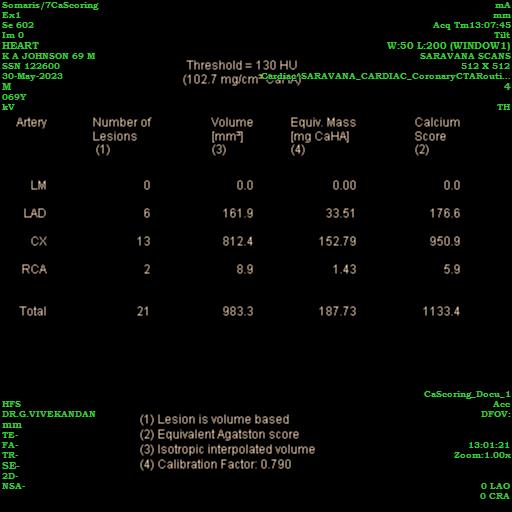 Somaris/7CaScoring
Ex1
Se 602
Im 0
HEART
K A JOHNSON 69 M
SSN 122600
30-May-2023
M
069Y
kV
mA
mm
Acq Tm13:07:45
Tilt
W:50 L:200 (WINDOW1)
SARAVANA SCANS
512 X 512
Cardiac^SARAVANA_CARDIAC_CoronaryCTARouti...
4
TH
Threshold = 130 HU
(102.7 mg/cm³ CaHA)
Artery Number of Lesions (1) Volume [mm³] (3) Equiv. Mass [mg CaHA] (4) Calcium Score (2)
LM 0 0.0 0.00 0.0
LAD 6 161.9 33.51 176.6
CX 13 812.4 152.79 950.9
RCA 2 8.9 1.43 5.9
Total 21 983.3 187.73 1133.4
(1) Lesion is volume based
(2) Equivalent Agatston score
(3) Isotropic interpolated volume
(4) Calibration Factor: 0.790
HFS
DR.G.VIVEKANDAN
mm
TE-
FA-
TR-
SE-
2D-
NSA-
CaScoring_Docu_1
Acc
DFOV:
13:01:21
Zoom:1.00x
0 LAO
0 CRA